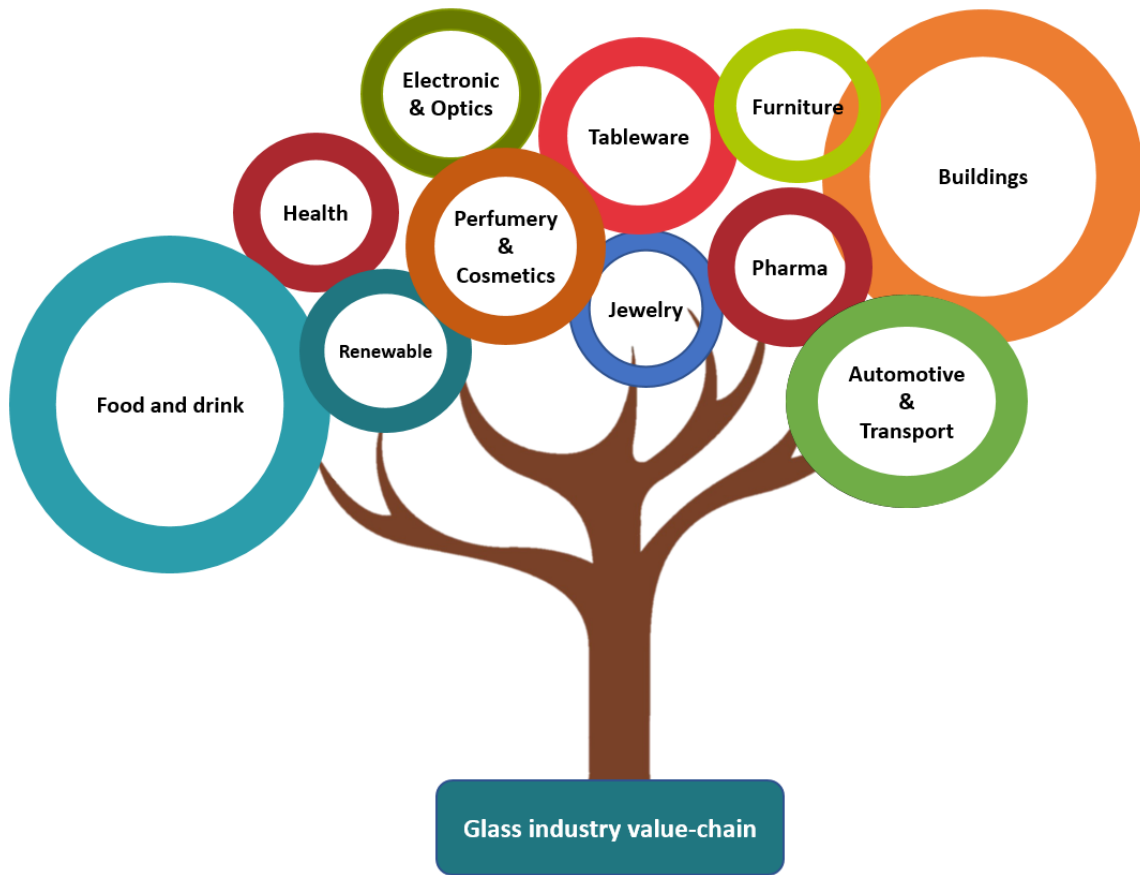 Electronic
& Optics
Tableware
Furniture
Buildings
Health
Perfumery
&
Cosmetics
Pharma
Jewelry
Renewable
Food and drink
Automotive
&
Transport
Glass industry value-chain